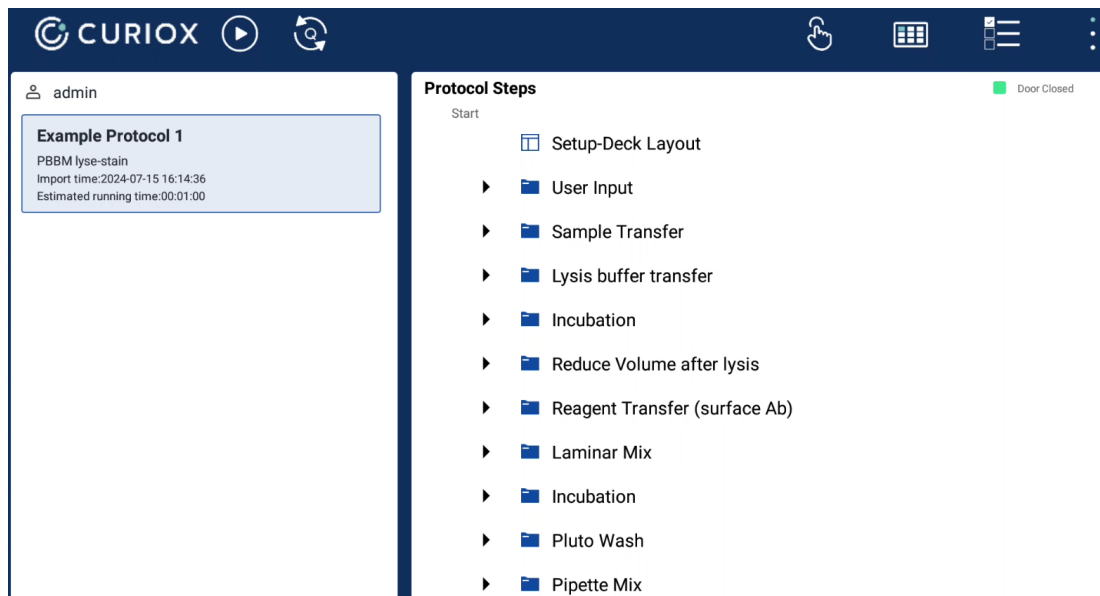 CURIOX
admin
Example Protocol 1
PBBM lyse-stain
Import time:2024-07-15 16:14:36
Estimated running time:00:01:00
Protocol Steps
Door Closed
Start
Setup-Deck Layout
User Input
Sample Transfer
Lysis buffer transfer
Incubation
Reduce Volume after lysis
Reagent Transfer (surface Ab)
Laminar Mix
Incubation
Pluto Wash
Pipette Mix